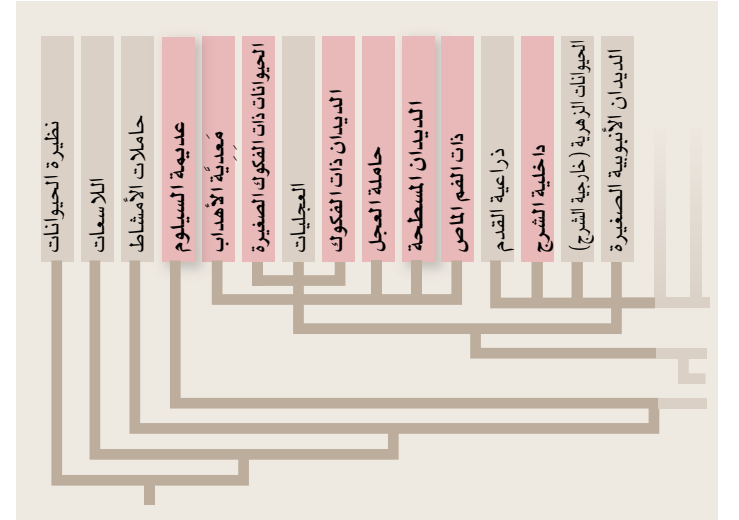 نظيرة الحيوانات
اللاسعات
حاملات الأمشاط
عديمة السيلوم
مَعديَّة الأهداب
الحيوانات ذات الفكوك الصغيرة
العجليات
الديدان ذات الفكوك
حاملة العجل
الديدان المسطحة
ذات الفم الماص
ذراعية القدم
داخلية الشرج
الحيوانات الزهرية (خارجية الشرج)
الديدان الأنبوبية الصغيرة